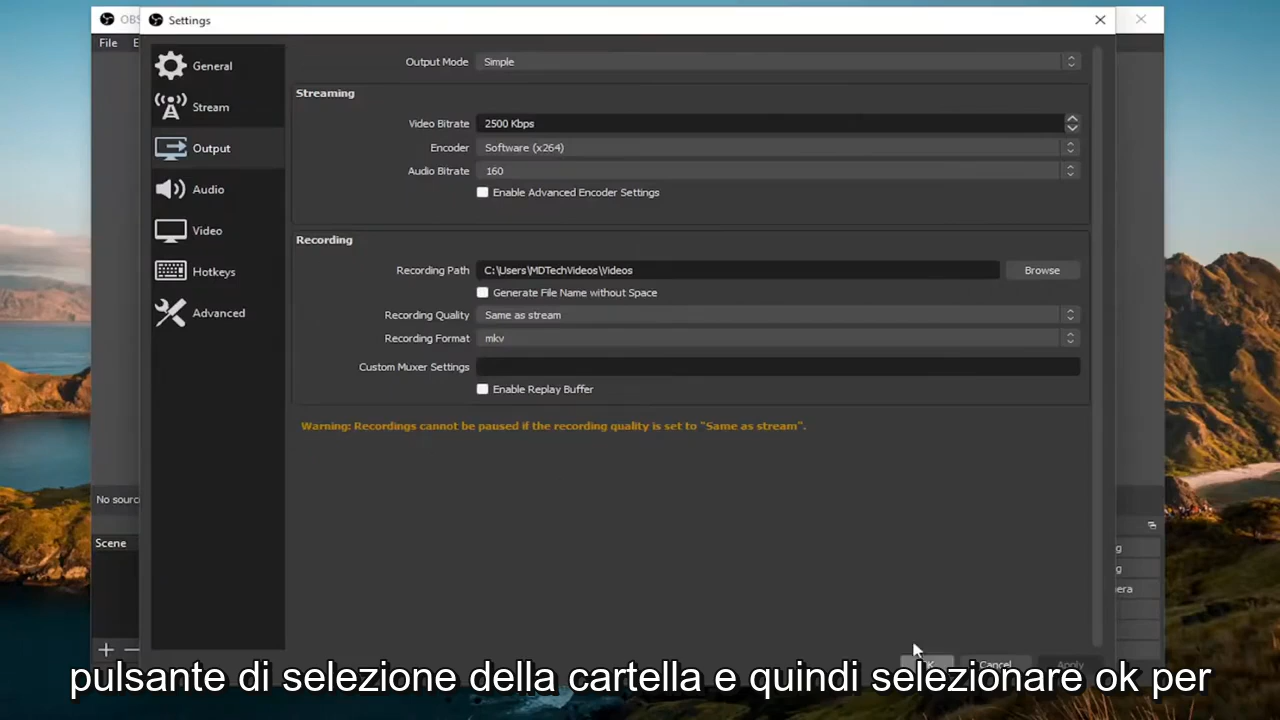 OBS
Settings
File
General
Stream
Output
Audio
Video
Hotkeys
Advanced
Output Mode Simple
Streaming
Video Bitrate 2500 Kbps
Encoder Software (x264)
Audio Bitrate 160
Enable Advanced Encoder Settings
Recording
Recording Path C:\Users\MDTechVideos\Videos Browse
Generate File Name without Space
Recording Quality Same as stream
Recording Format mkv
Custom Muxer Settings
Enable Replay Buffer
Warning: Recordings cannot be paused if the recording quality is set to "Same as stream".
Scene
Cancel Apply
pulsante di selezione della cartella e quindi selezionare ok per